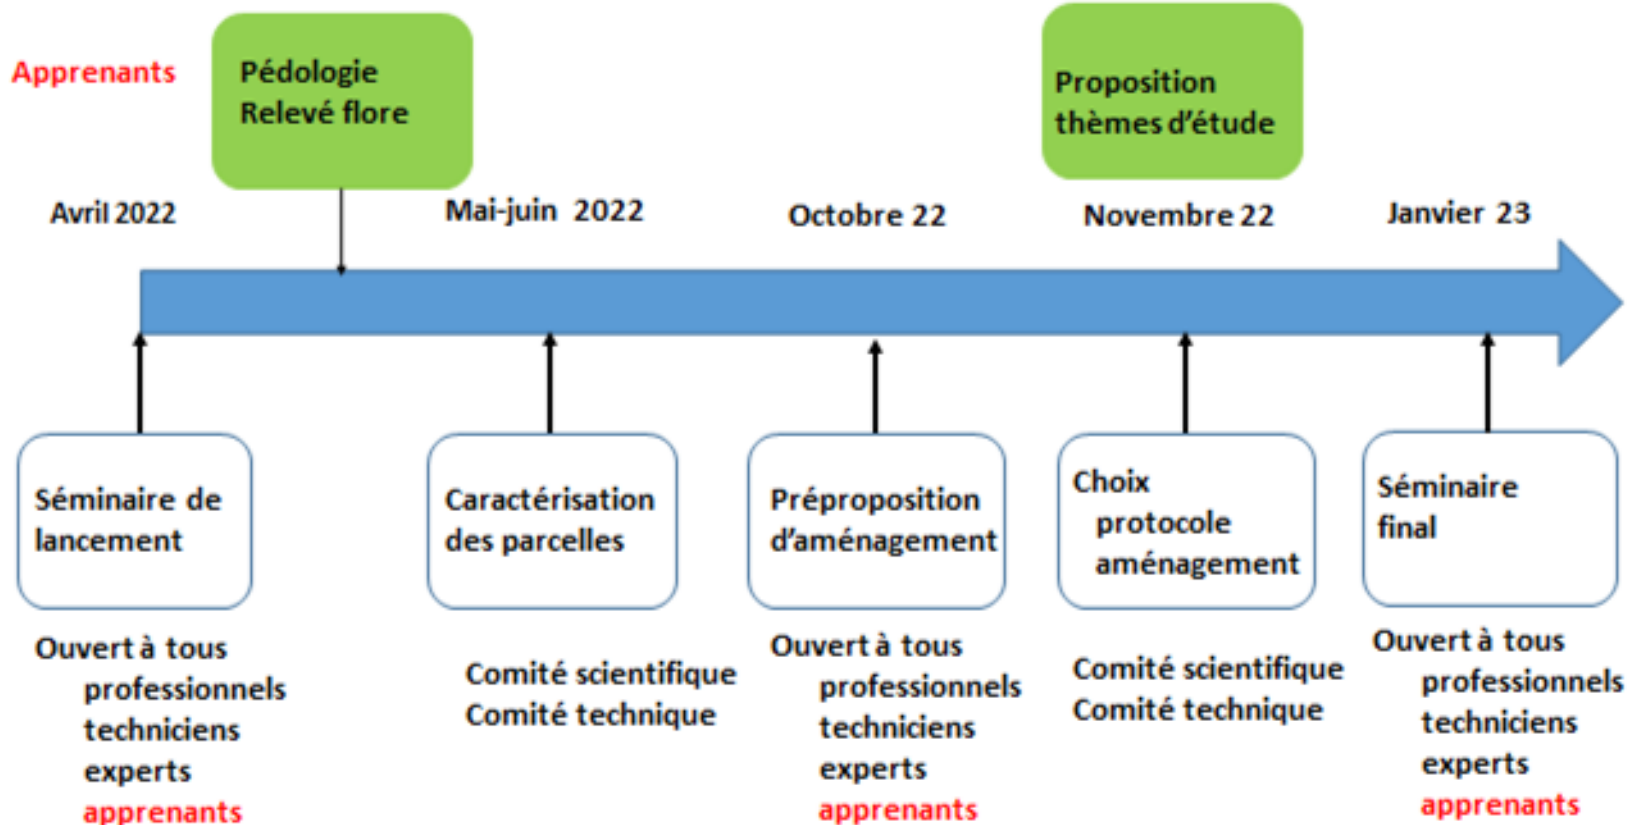 Apprenants
Pédologie
Relevé flore
Proposition
thèmes d'étude
Avril 2022
Mai-juin 2022
Octobre 22
Novembre 22
Janvier 23
Séminaire de
lancement
Caractérisation
des parcelles
Préproposition
d'aménagement
Choix
protocole
aménagement
Séminaire
final
Ouvert à tous
professionnels
techniciens
experts
apprenants
Comité scientifique
Comité technique
Ouvert à tous
professionnels
techniciens
experts
apprenants
Comité scientifique
Comité technique
Ouvert à tous
professionnels
techniciens
experts
apprenants